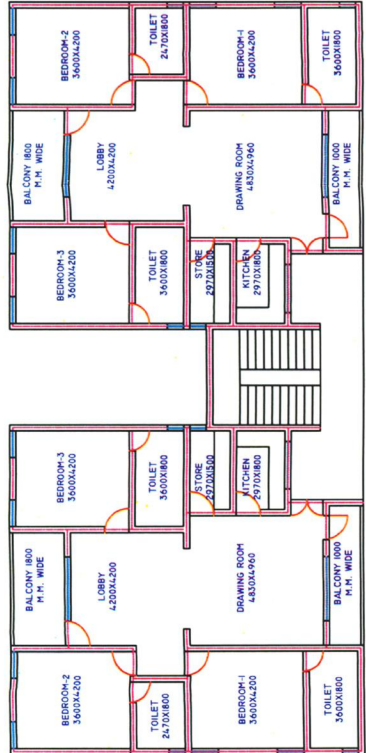 BEDROOM-2
3600X4200
TOILET
2470X1800
BEDROOM-1
3600X4200
TOILET
3600X1800
BALCONY 1800
M.M. WIDE
LOBBY
4200X4200
DRAWING ROOM
4830X4960
BALCONY 1000
M.M. WIDE
BEDROOM-3
3600X4200
TOILET
3600X1800
STORE
2970X1500
KITCHEN
2970X1800
BEDROOM-3
3600X4200
TOILET
3600X1800
STORE
2970X1500
KITCHEN
2970X1800
BALCONY 1800
M.M. WIDE
LOBBY
4200X4200
DRAWING ROOM
4830X4960
BALCONY 1000
M.M. WIDE
BEDROOM-2
3600X4200
TOILET
2470X1800
BEDROOM-1
3600X4200
TOILET
3600X1800